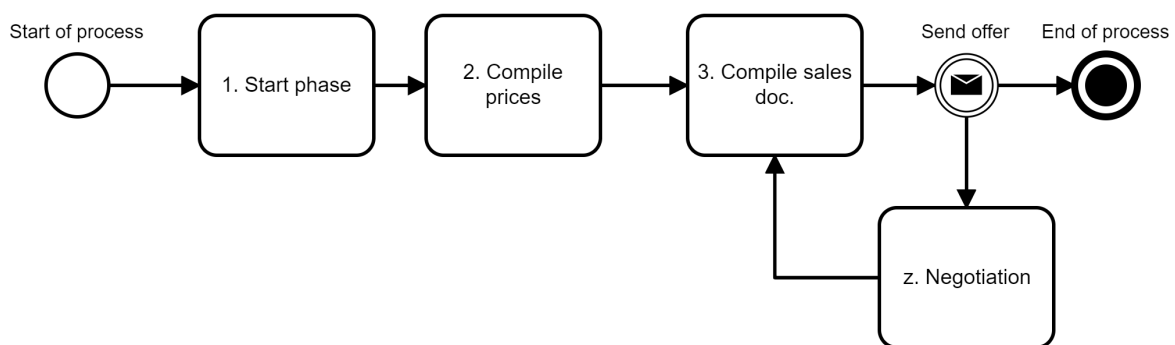 Start of process
1. Start phase
2. Compile
prices
3. Compile sales
doc.
Send offer
End of process
z. Negotiation